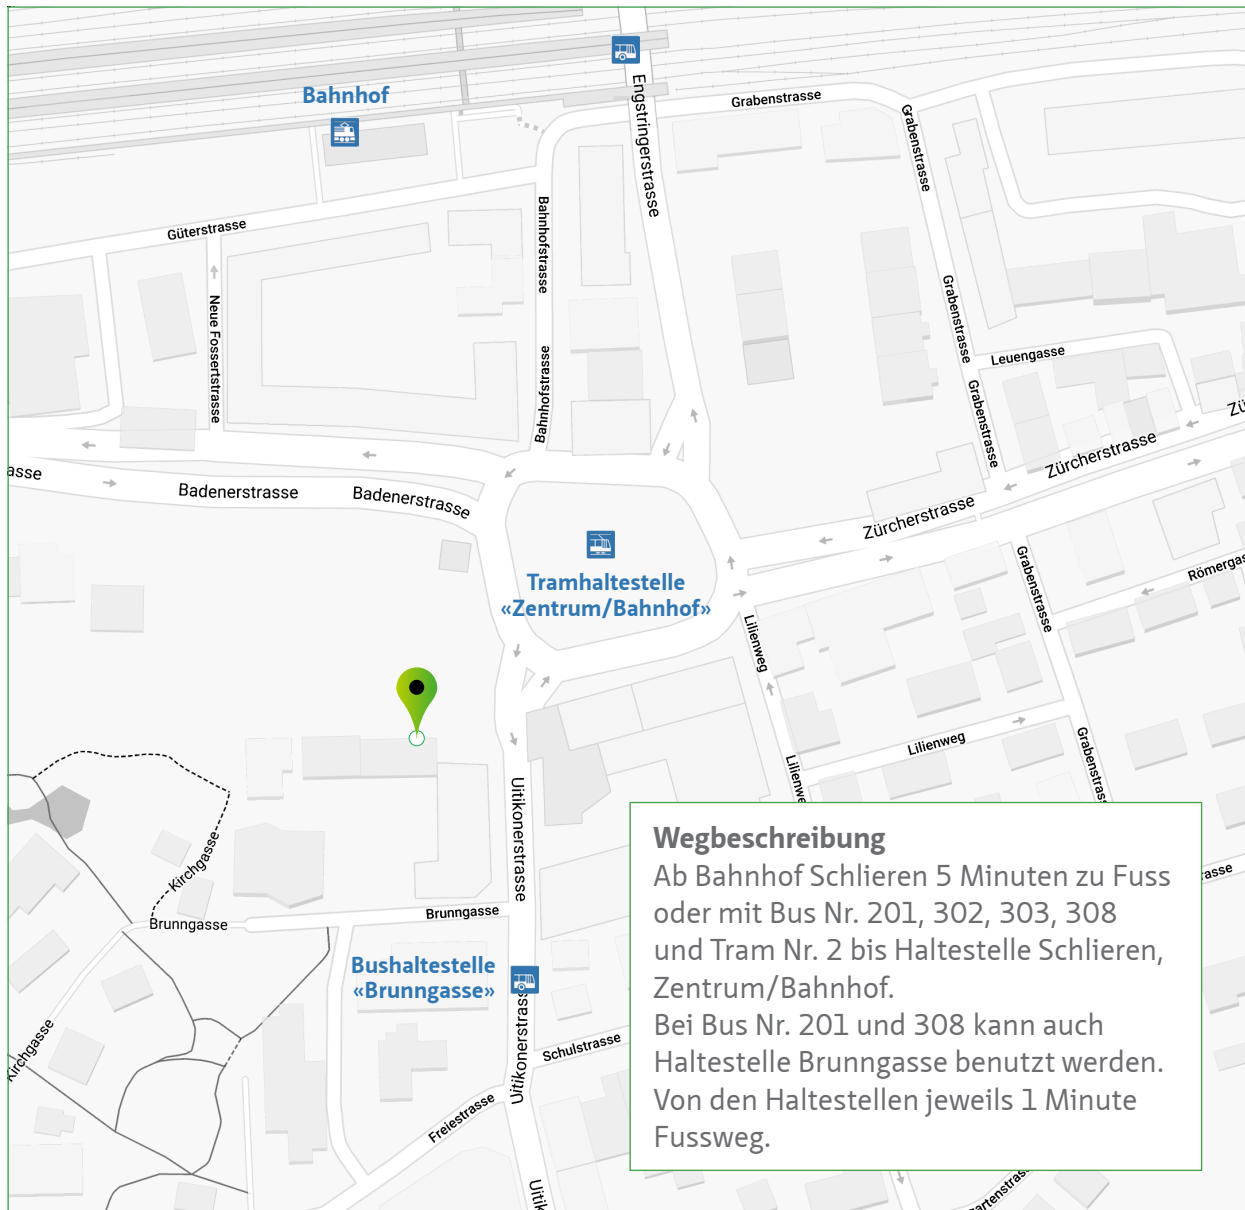 Bahnhof
Engstringerstrasse
Grabenstrasse
Grabenstrasse
Güterstrasse
Bahnhofstrasse
Neue Fossertstrasse
Bahnhofstrasse
Grabenstrasse
Leuengasse
Grabenstrasse
Zürcherstrasse
Badenerstrasse
Badenerstrasse
Zürcherstrasse
Tramhaltestelle
«Zentrum/Bahnhof»
Grabenstrasse
Lilienweg
Lilienweg
Grabenstrass
Lilienwe
Uitikonerstrasse
Kirchgasse
Brunngasse
Brunngasse
Bushaltestelle
«Brunngasse»
Uitikonerstrasse
Schulstrasse
Kirchgasse
Freiestrasse
Wegbeschreibung
Ab Bahnhof Schlieren 5 Minuten zu Fuss
oder mit Bus Nr. 201, 302, 303, 308
und Tram Nr. 2 bis Haltestelle Schlieren,
Zentrum/Bahnhof.
Bei Bus Nr. 201 und 308 kann auch
Haltestelle Brunngasse benutzt werden.
Von den Haltestellen jeweils 1 Minute
Fussweg.